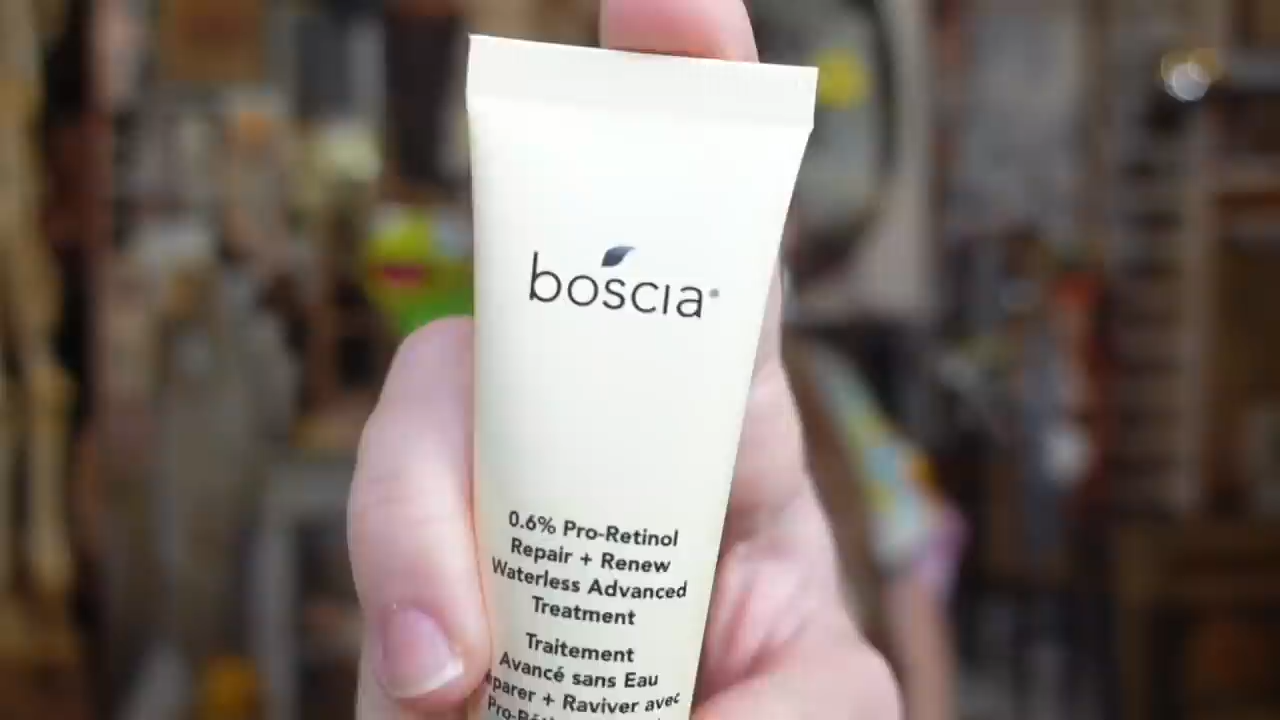 boscia
0.6% Pro-Retinol
Repair + Renew
Waterless Advanced
Treatment
Traitement
Avancé sans Eau
Réparer + Raviver avec